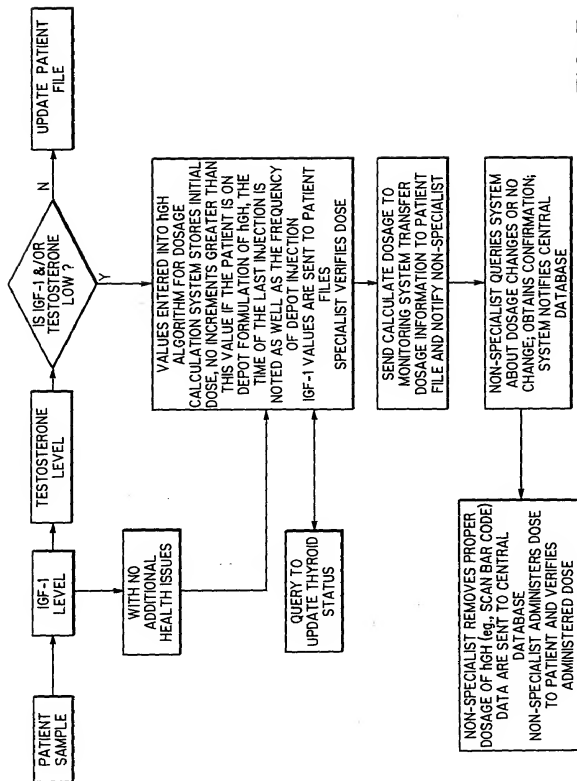 PATIENT
SAMPLE
IGF-1
LEVEL
TESTOSTERONE
LEVEL
IS IGF-1 &/OR
TESTOSTERONE
LOW ?
N
UPDATE PATIENT
FILE
Y
WITH NO
ADDITIONAL
HEALTH ISSUES
VALUES ENTERED INTO hGH
ALGORITHM FOR DOSAGE
CALCULATION SYSTEM STORES INITIAL
DOSE, NO INCREMENTS GREATER THAN
THIS VALUE IF THE PATIENT IS ON
DEPOT FORMULATION OF hGH, THE
TIME OF THE LAST INJECTION IS
NOTED AS WELL AS THE FREQUENCY
OF DEPOT INJECTION
IGF-1 VALUES ARE SENT TO PATIENT
FILES
SPECIALIST VERIFIES DOSE
QUERY TO
UPDATE THYROID
STATUS
SEND CALCULATE DOSAGE TO
MONITORING SYSTEM TRANSFER
DOSAGE INFORMATION TO PATIENT
FILE AND NOTIFY NON-SPECIALIST
NON-SPECIALIST QUERIES SYSTEM
ABOUT DOSAGE CHANGES OR NO
CHANGE, OBTAINS CONFIRMATION;
SYSTEM NOTIFIES CENTRAL
DATABASE
NON-SPECIALIST REMOVES PROPER
DOSAGE OF hGH (eg., SCAN BAR CODE)
DATA ARE SENT TO CENTRAL
DATABASE
NON-SPECIALIST ADMINISTERS DOSE
TO PATIENT AND VERIFIES
ADMINISTERED DOSE